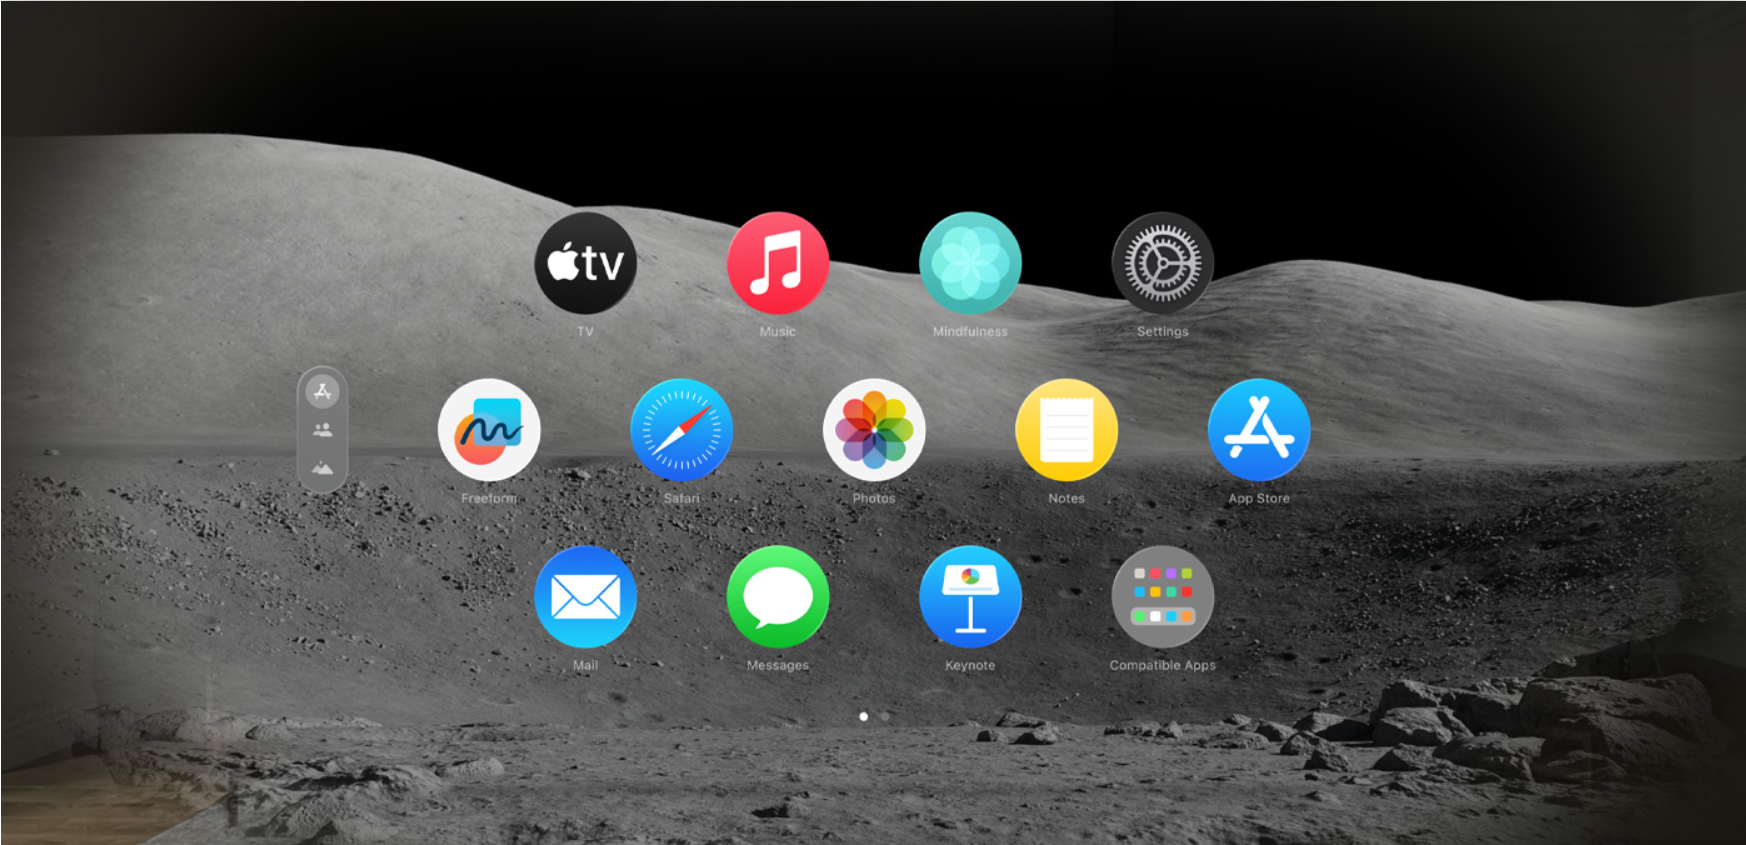 tv
TV
Music
Mindfulness
Settings
Freeform
Safari
Photos
Notes
App Store
Mail
Messages
Keynote
Compatible Apps